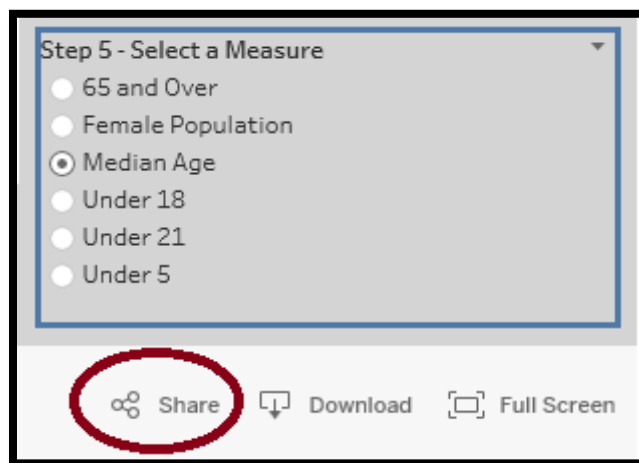 Step 5 - Select a Measure
65 and Over
Female Population
Median Age
Under 18
Under 21
Under 5
Share Download Full Screen